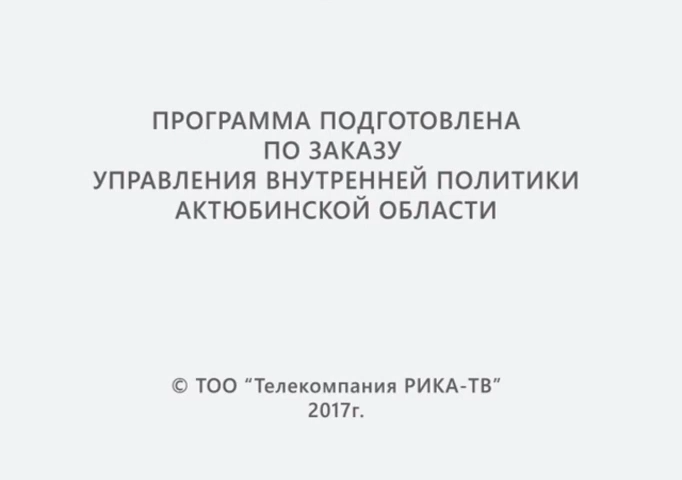 ПРОГРАММА ПОДГОТОВЛЕНА
ПО ЗАКАЗУ
УПРАВЛЕНИЯ ВНУТРЕННЕЙ ПОЛИТИКИ
АКТЮБИНСКОЙ ОБЛАСТИ
© ТОО “Телекомпания РИКА-ТВ”
2017г.